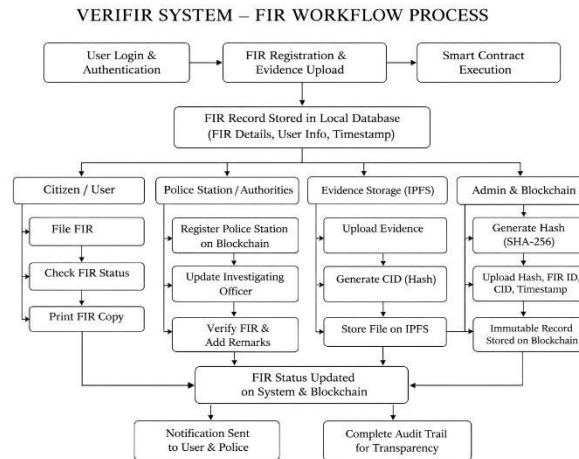 VERIFIR SYSTEM – FIR WORKFLOW PROCESS
User Login &
Authentication
FIR Registration &
Evidence Upload
Smart Contract
Execution
FIR Record Stored in Local Database
(FIR Details, User Info, Timestamp)
Citizen / User
File FIR
Check FIR Status
Print FIR Copy
Police Station / Authorities
Register Police Station
on Blockchain
Update Investigating
Officer
Verify FIR &
Add Remarks
Evidence Storage (IPFS)
Upload Evidence
Generate CID (Hash)
Store File on IPFS
Admin & Blockchain
Generate Hash
(SHA-256)
Upload Hash, FIR ID,
CID, Timestamp
Immutable Record
Stored on Blockchain
FIR Status Updated
on System & Blockchain
Notification Sent
to User & Police
Complete Audit Trail
for Transparency